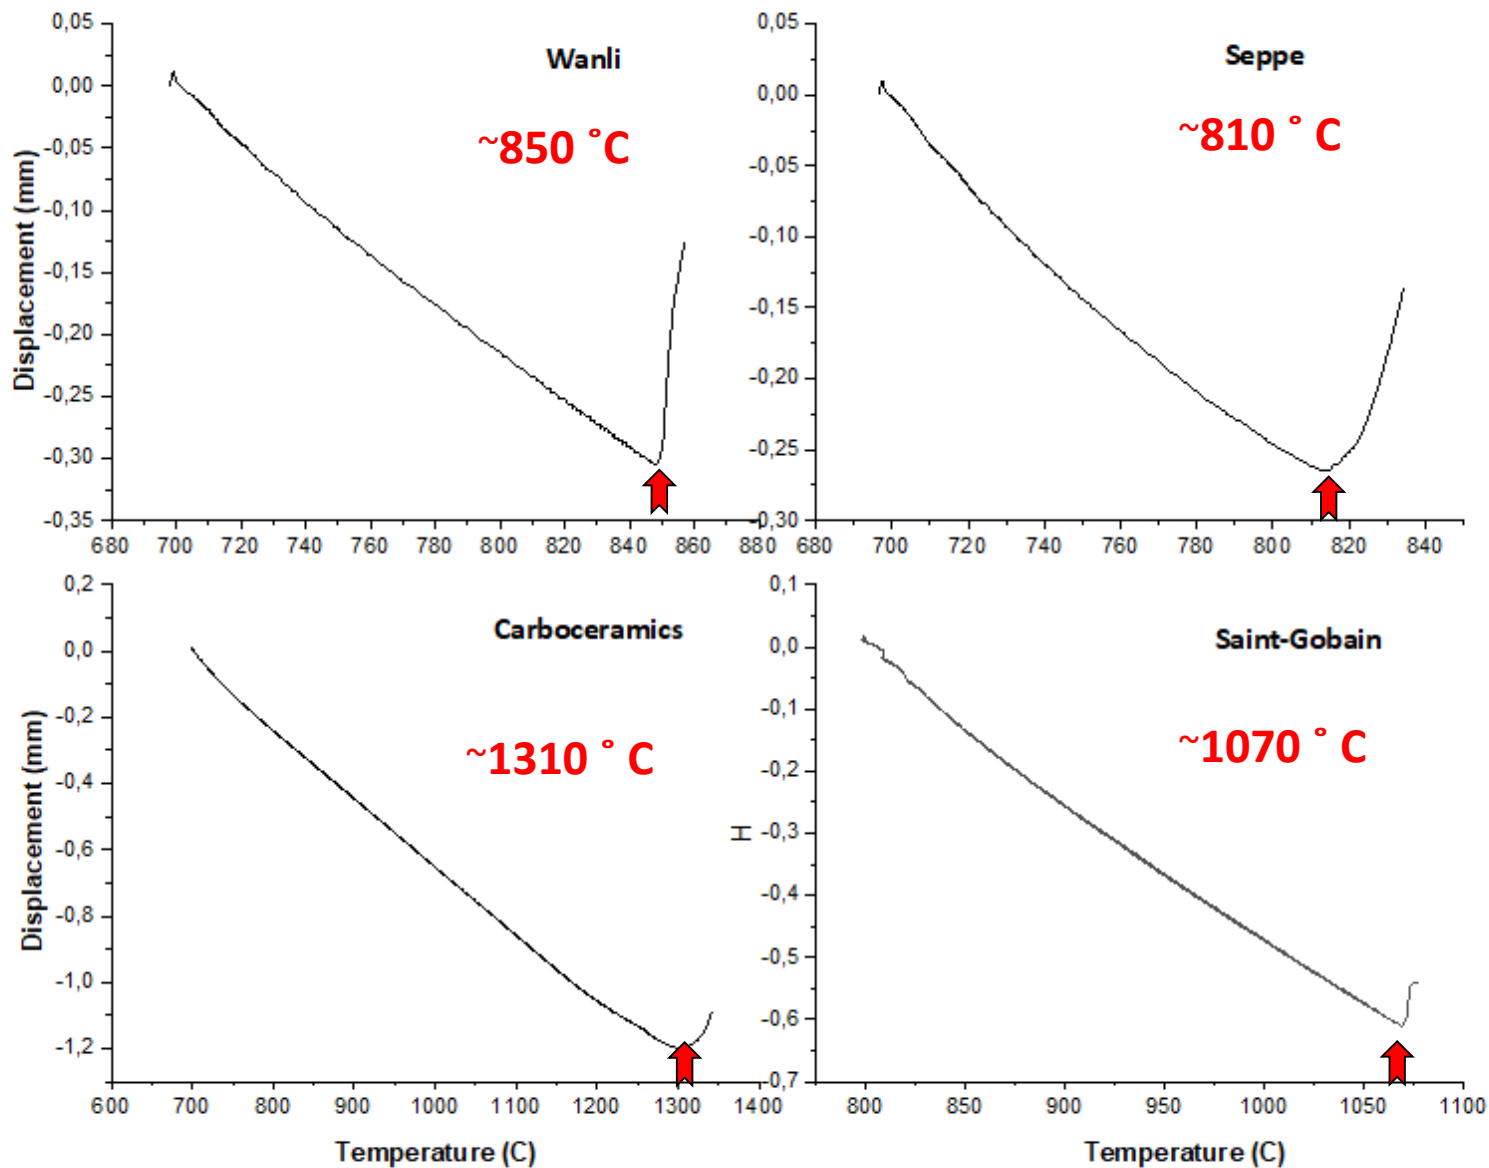 Wanli
~850 ˚C
Displacement (mm)
0,05
0,00
-0,05
-0,10
-0,15
-0,20
-0,25
-0,30
-0,35
680 700 720 740 760 780 800 820 840 860 880
Seppe
~810 ˚ C
0,05
0,00
-0,05
-0,10
-0,15
-0,20
-0,25
-0,30
680 700 720 740 760 780 800 820 840
Carboceramics
~1310 ˚ C
Displacement (mm)
0,2
0,0
-0,2
-0,4
-0,6
-0,8
-1,0
-1,2
600 700 800 900 1000 1100 1200 1300 1400
Temperature (C)
Saint-Gobain
~1070 ˚ C
H
0,1
0,0
-0,1
-0,2
-0,3
-0,4
-0,5
-0,6
-0,7
800 850 900 950 1000 1050 1100
Temperature (C)